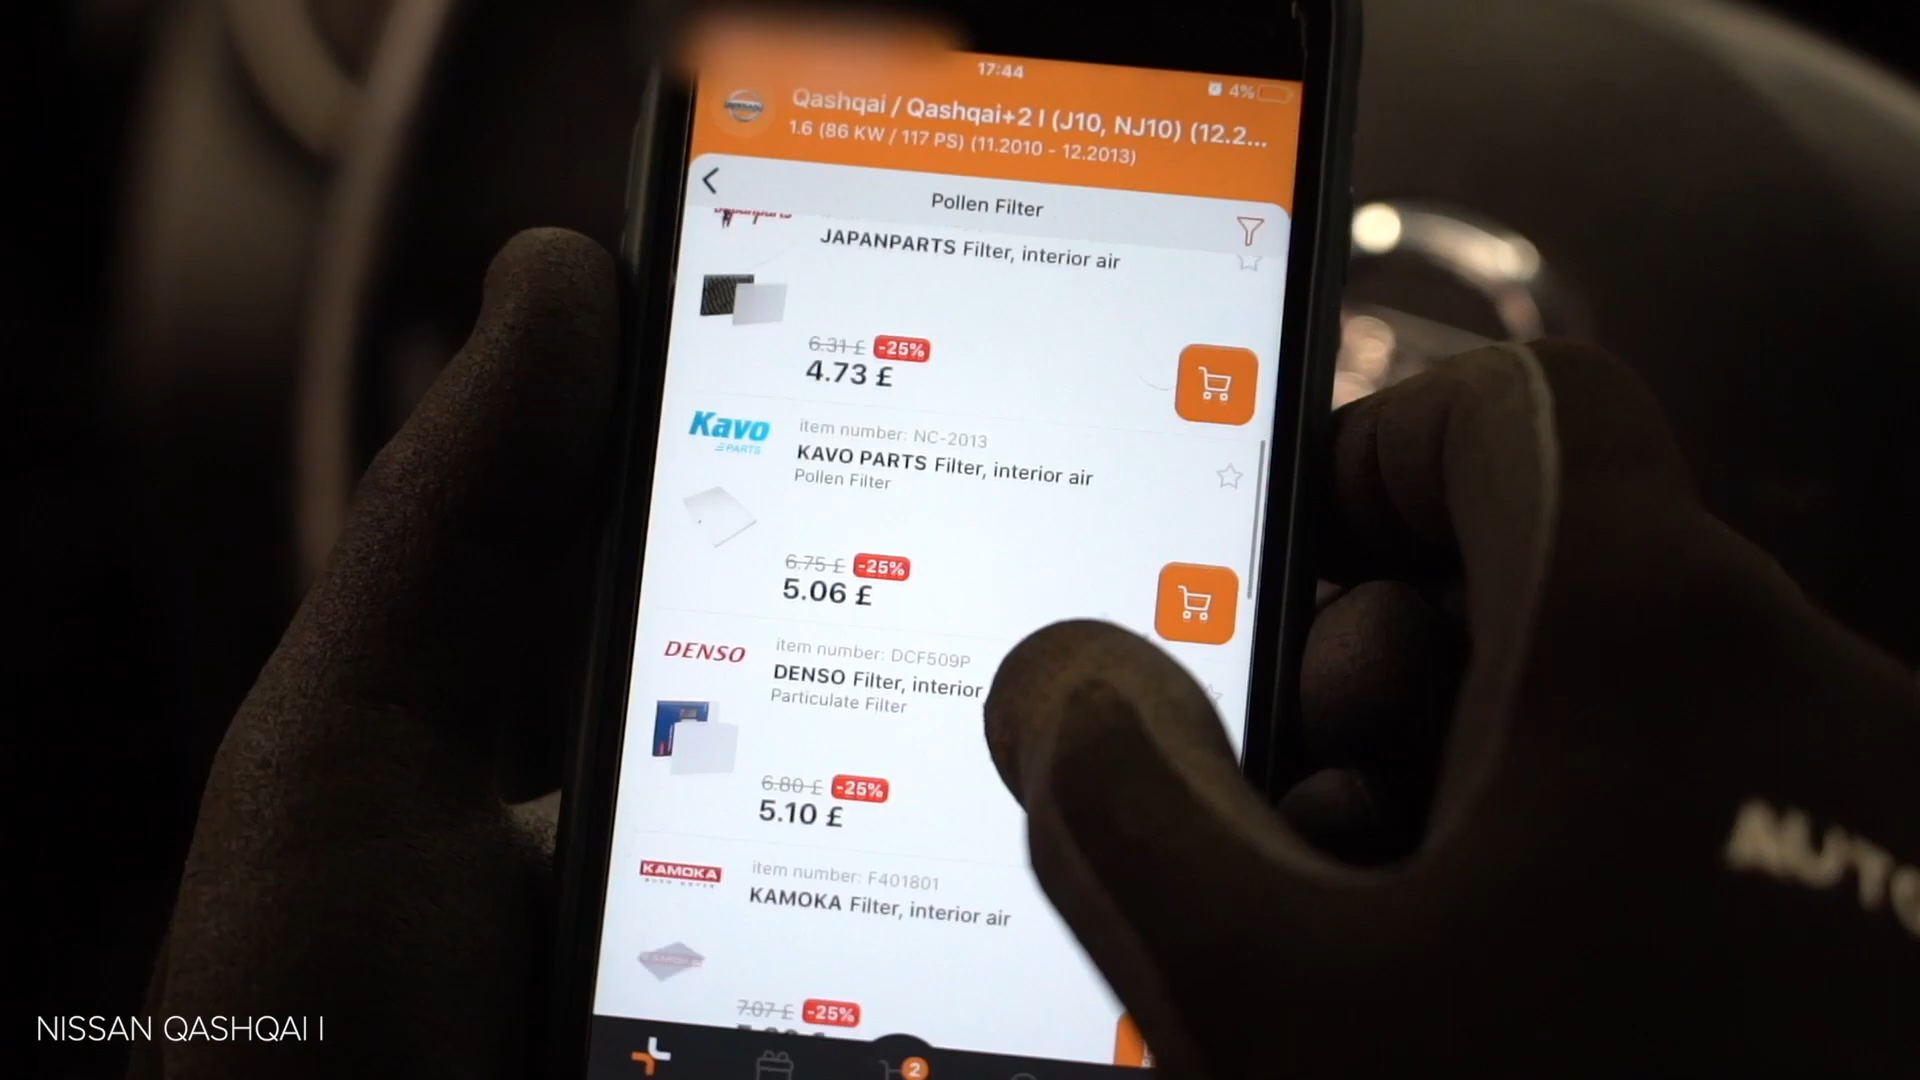 17:44
4%
Qashqai / Qashqai+2 I (J10, NJ10) (12.2...
1.6 (86 KW / 117 PS) (11.2010 - 12.2013)
Pollen Filter
JAPANPARTS Filter, interior air
6.31 £ -25%
4.73 £
Kavo
PARTS
item number: NC-2013
KAVO PARTS Filter, interior air
Pollen Filter
6.75 £ -25%
5.06 £
DENSO
item number: DCF509P
DENSO Filter, interior
Particulate Filter
6.80 £ -25%
5.10 £
KAMOKA
item number: F401801
KAMOKA Filter, interior air
7.07 £ -25%
2
AUTO
NISSAN QASHQAI I